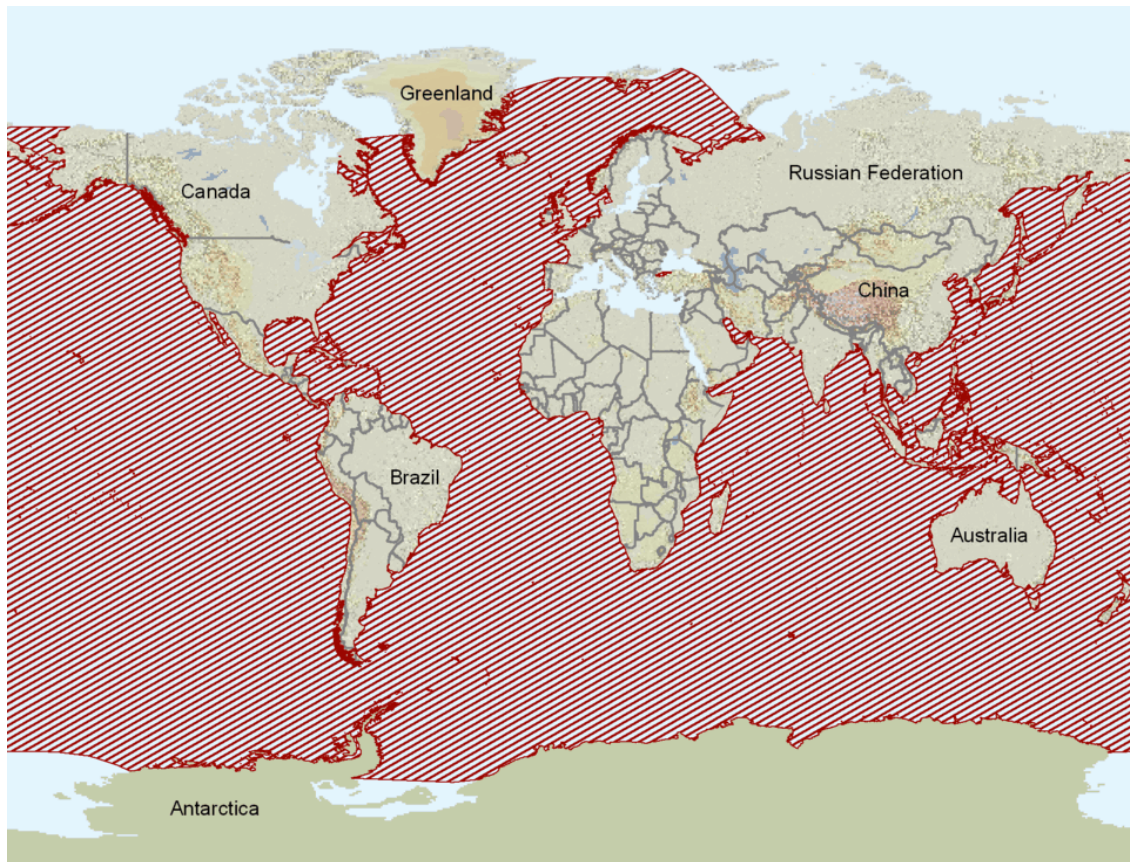 Greenland
Canada
Russian Federation
China
Brazil
Australia
Antarctica